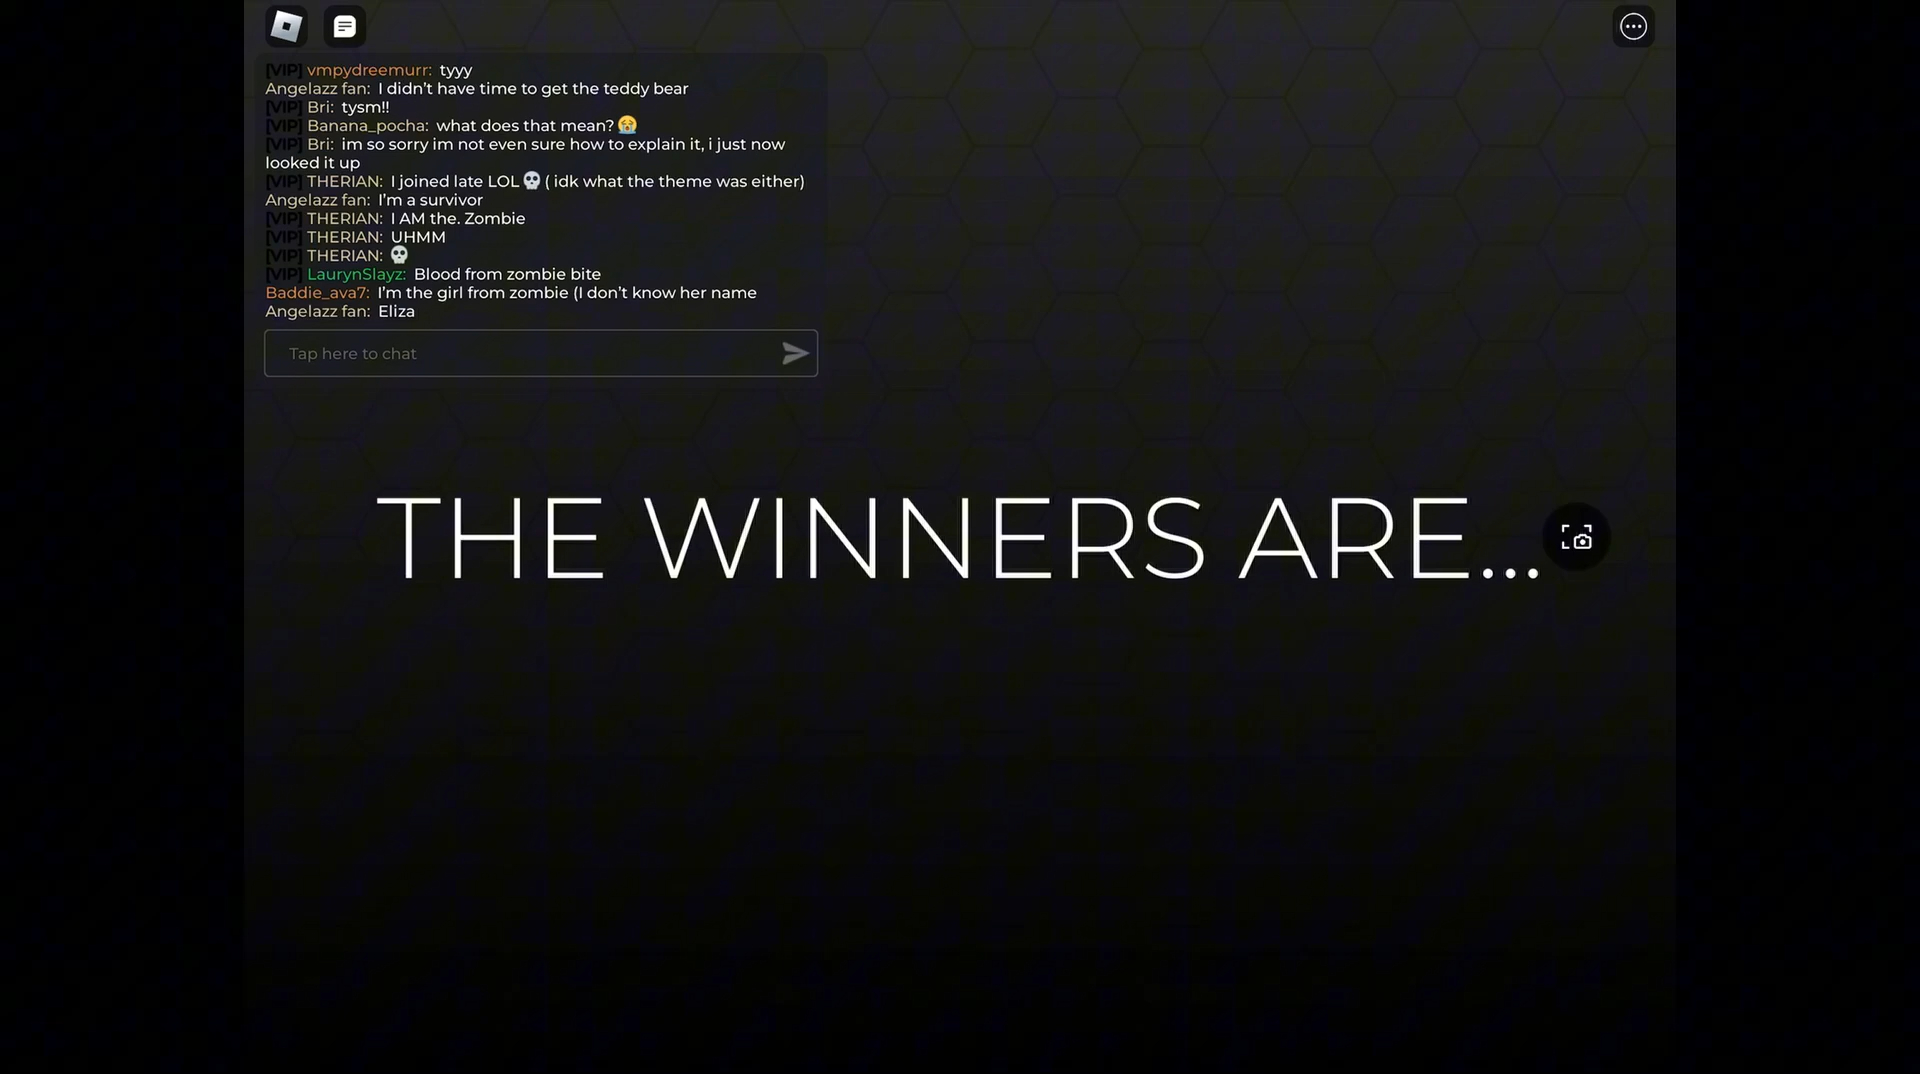 [VIP] vmpydreemurr: tyyy
Angelazz fan: I didn't have time to get the teddy bear
[VIP] Bri: tysm!!
[VIP] Banana_pocha: what does that mean? 😭
[VIP] Bri: im so sorry im not even sure how to explain it, i just now
looked it up
[VIP] THERIAN: I joined late LOL 💀 ( idk what the theme was either)
Angelazz fan: I'm a survivor
[VIP] THERIAN: I AM the. Zombie
[VIP] THERIAN: UHMM
[VIP] THERIAN: 💀
[VIP] LaurynSlayz: Blood from zombie bite
Baddie_ava7: I'm the girl from zombie (I don't know her name
Angelazz fan: Eliza
Tap here to chat
THE WINNERS ARE...